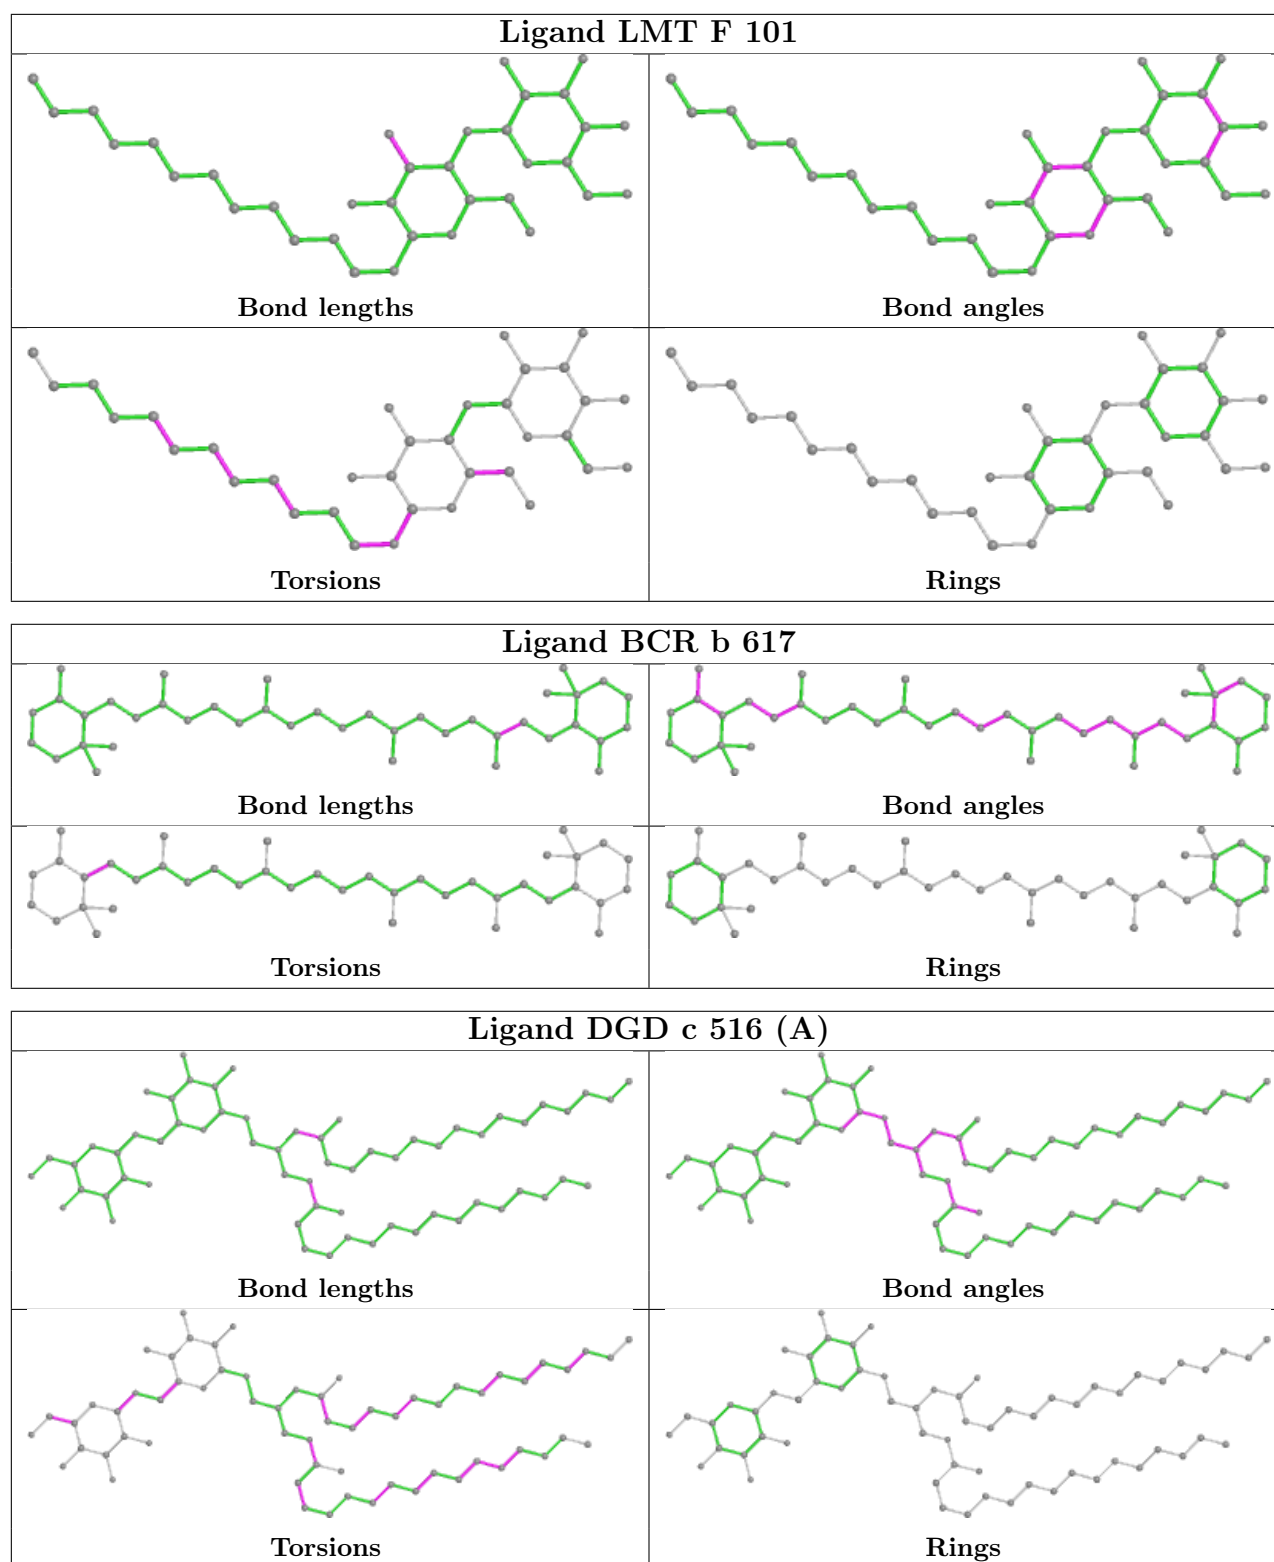 Ligand LMT F 101
Bond lengths
Bond angles
Torsions
Rings
Ligand BCR b 617
Bond lengths
Bond angles
Torsions
Rings
Ligand DGD c 516 (A)
Bond lengths
Bond angles
Torsions
Rings